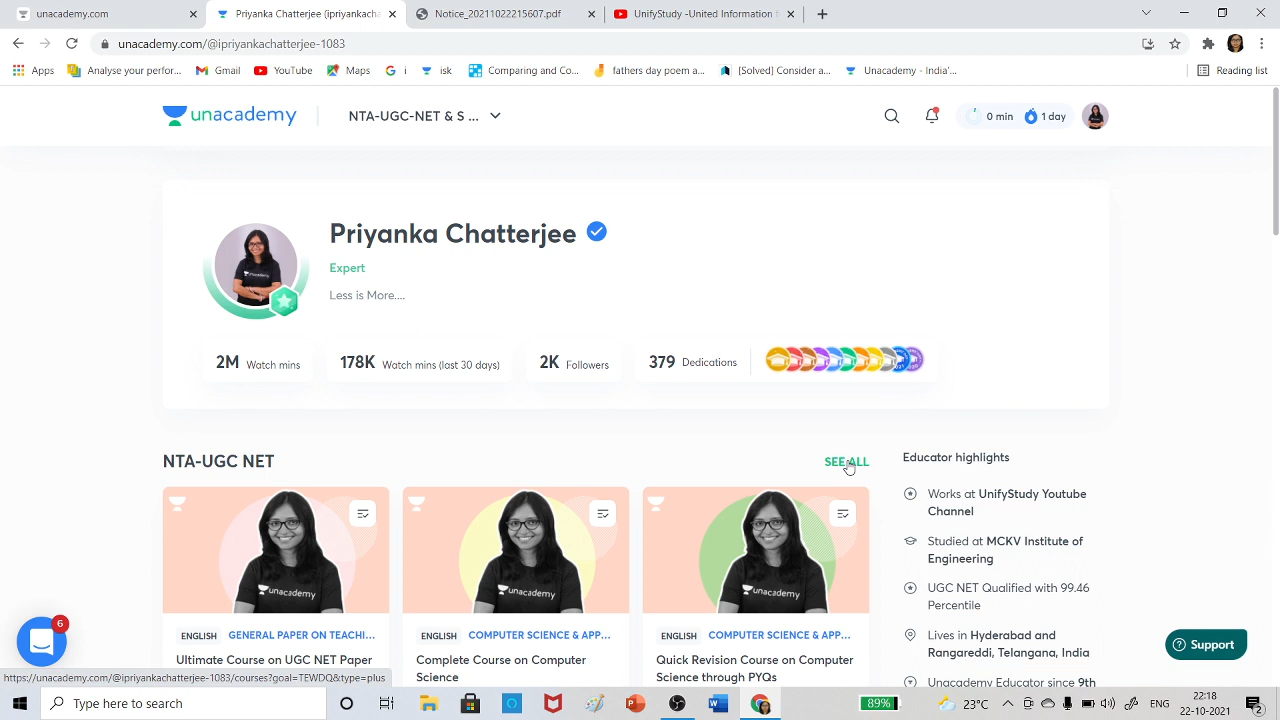 unacademy.com
Priyanka Chatterjee (ipriyankacha
Notice_20211022215607.pdf
UnifyStudy -United Information f
unacademy.com/@ipriyankachatterjee-1083
Apps
Analyse your perfor...
Gmail
YouTube
Maps
i
isk
Comparing and Co...
fathers day poem a...
[Solved] Consider a...
Unacademy - India'...
Reading list
unacademy
NTA-UGC-NET & S ...
0 min
1 day
Priyanka Chatterjee
Expert
Less is More....
2M Watch mins
178K Watch mins (last 30 days)
2K Followers
379 Dedications
NTA-UGC NET
SEE ALL
Educator highlights
Works at UnifyStudy Youtube
Channel
Studied at MCKV Institute of
Engineering
UGC NET Qualified with 99.46
Percentile
Lives in Hyderabad and
Rangareddi, Telangana, India
Unacademy Educator since 9th
unacademy
unacademy
unacademy
ENGLISH GENERAL PAPER ON TEACHI...
Ultimate Course on UGC NET Paper
ENGLISH COMPUTER SCIENCE & APP...
Complete Course on Computer
Science
ENGLISH COMPUTER SCIENCE & APP...
Quick Revision Course on Computer
Science through PYQs
6
Support
https://unacademy.com/@ipriyankachatterjee-1083/courses?goal=TEWDQ&type=plus
Type here to search
89%
23°C
ENG
22:18
22-10-2021
2